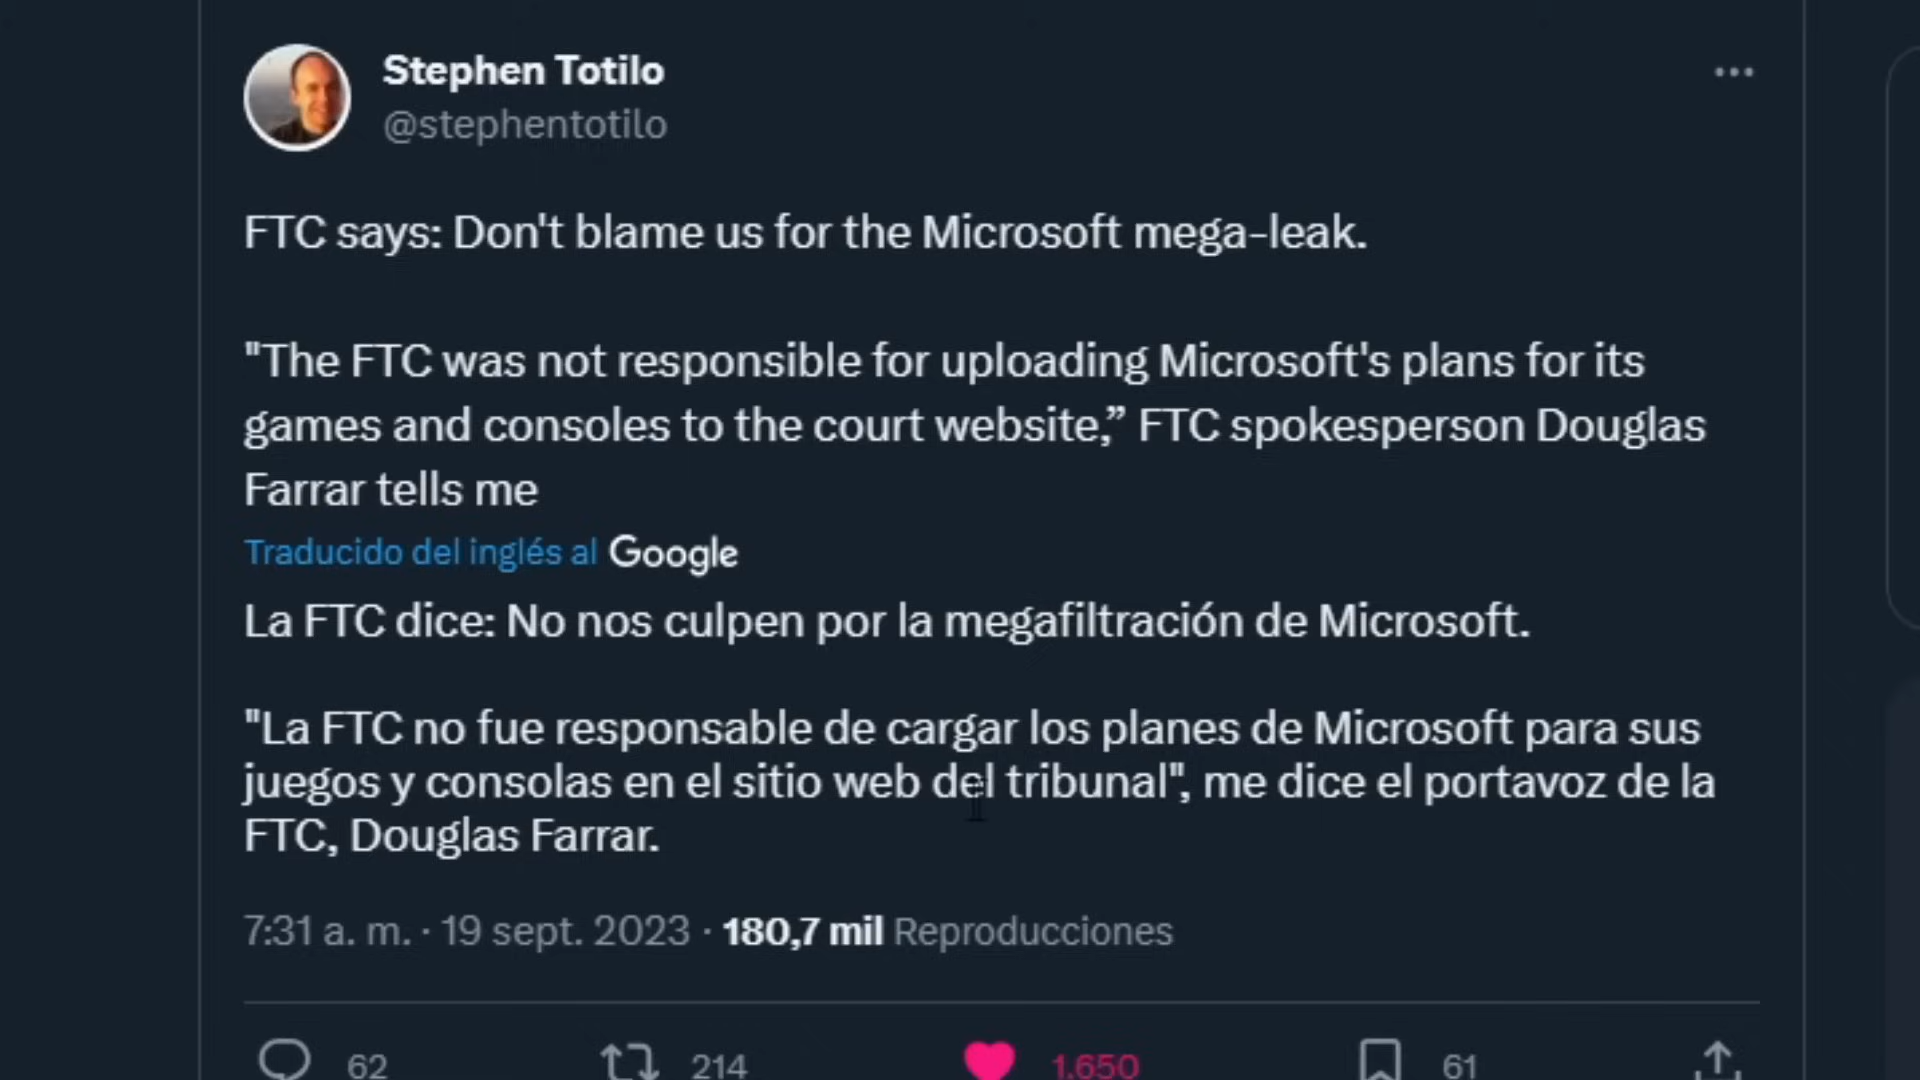 Stephen Totilo
@stephentotilo
FTC says: Don't blame us for the Microsoft mega-leak.
"The FTC was not responsible for uploading Microsoft's plans for its
games and consoles to the court website,” FTC spokesperson Douglas
Farrar tells me
Traducido del inglés al Google
La FTC dice: No nos culpen por la megafiltración de Microsoft.
"La FTC no fue responsable de cargar los planes de Microsoft para sus
juegos y consolas en el sitio web del tribunal", me dice el portavoz de la
FTC, Douglas Farrar.
7:31 a. m. · 19 sept. 2023 · 180,7 mil Reproducciones
62 214 1.650 61